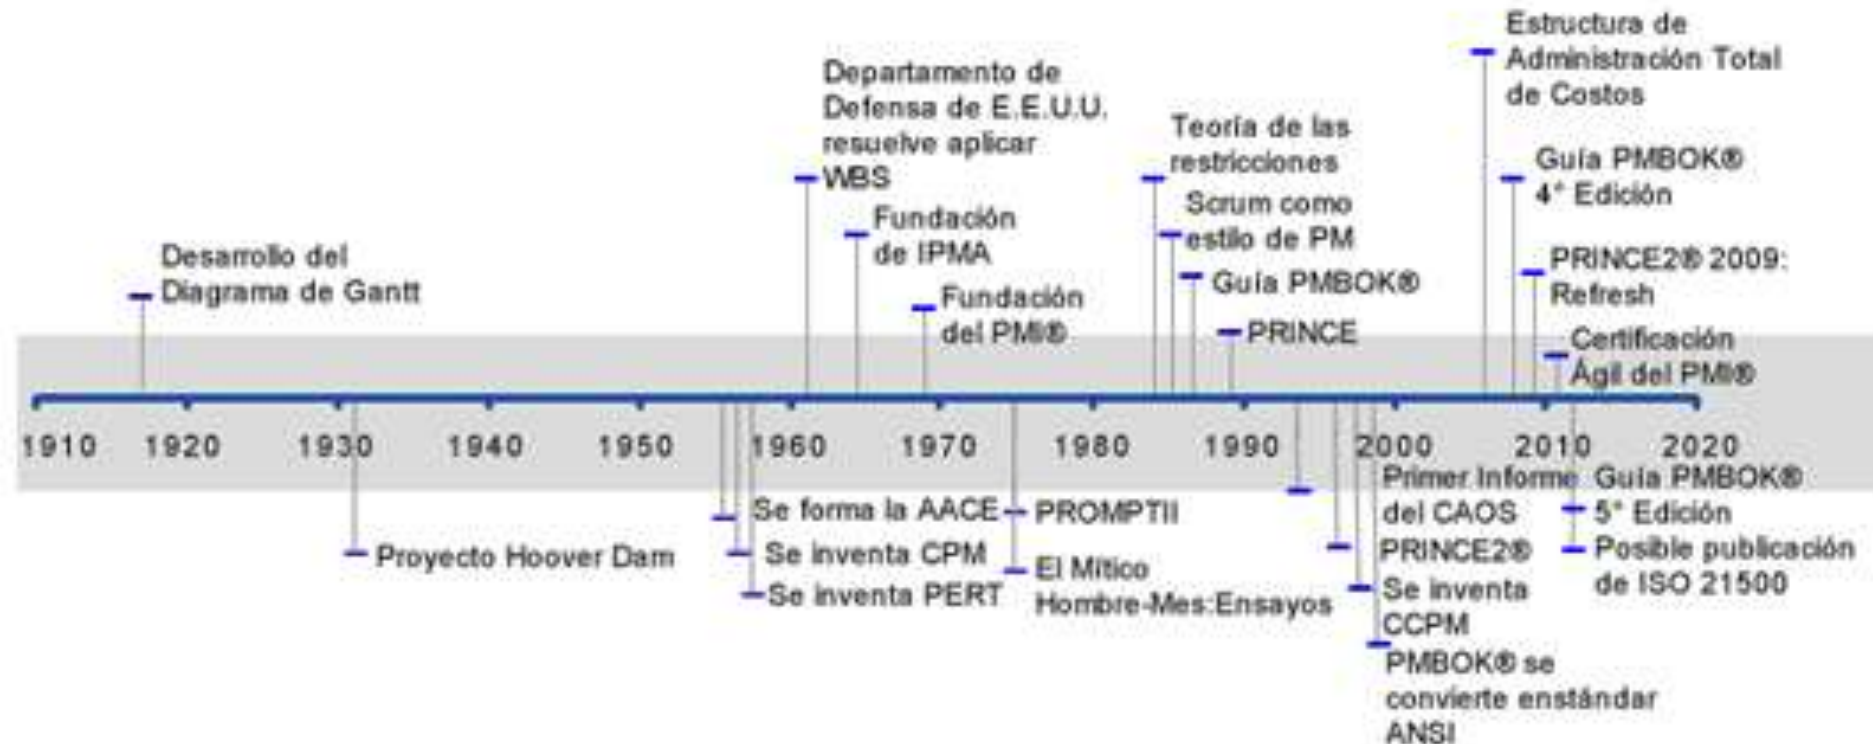 Estructura de
Administración Total
de Costos
Departamento de
Defensa de E.E.U.U.
resuelve aplicar
WBS
Teoría de las
restricciones
Guía PMBOK®
4° Edición
Fundación
de IPMA
Scrum como
estilo de PM
Desarrollo del
Diagrama de Gantt
PRINCE2® 2009:
Refresh
Guía PMBOK®
Fundación
del PMI®
PRINCE
Certificación
Ágil del PMI®
1910 1920 1930 1940 1950 1960 1970 1980 1990 2000 2010 2020
Primer Informe
del CAOS
Guía PMBOK®
5° Edición
Se forma la AACE
PROMPTII
Proyecto Hoover Dam
Se inventa CPM
PRINCE2®
Posible publicación
de ISO 21500
El Mítico
Hombre-Mes:Ensayos
Se inventa PERT
Se inventa
CCPM
PMBOK® se
convierte enstándar
ANSI